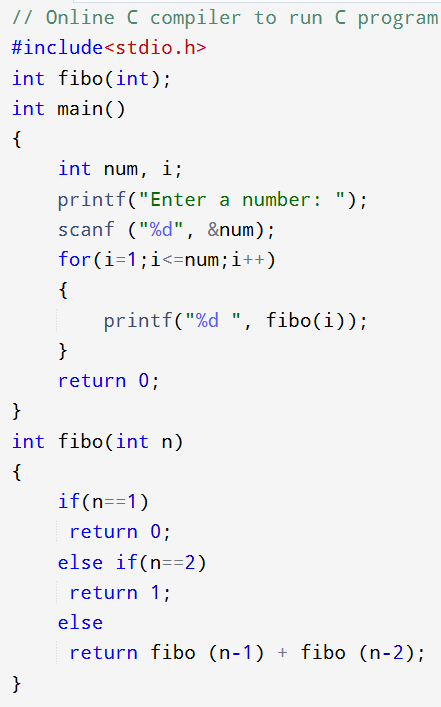 // Online C compiler to run C program
#include<stdio.h>
int fibo(int);
int main()
{
    int num, i;
    printf("Enter a number: ");
    scanf ("%d", &num);
    for(i=1;i<=num;i++)
    {
        printf("%d ", fibo(i));
    }
    return 0;
}
int fibo(int n)
{
    if(n==1)
     return 0;
    else if(n==2)
     return 1;
    else
     return fibo (n-1) + fibo (n-2);
}